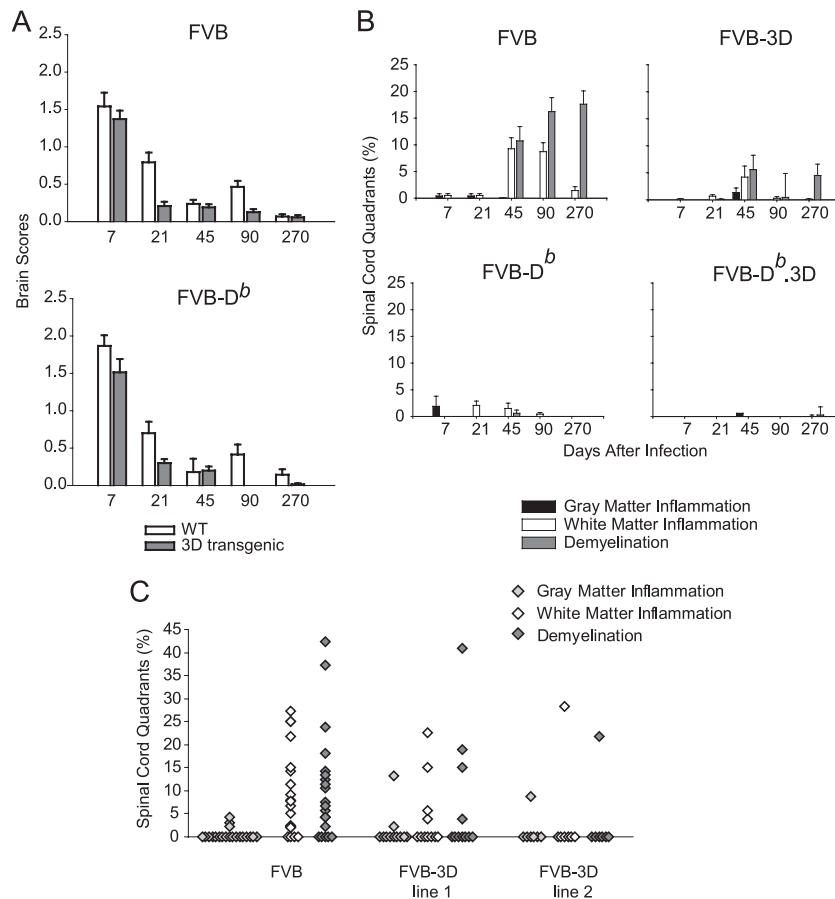 A
FVB
2.5
2.0
1.5
1.0
0.5
0.0
7 21 45 90 270
Brain Scores
FVB-D^b
2.5
2.0
1.5
1.0
0.5
0.0
7 21 45 90 270
WT
3D transgenic
B
FVB
FVB-3D
25
20
15
10
5
0
7 21 45 90 270
7 21 45 90 270
Spinal Cord Quadrants (%)
FVB-D^b
FVB-D^b.3D
25
20
15
10
5
0
25
20
15
10
5
0
7 21 45 90 270
7 21 45 90 270
Days After Infection
Gray Matter Inflammation
White Matter Inflammation
Demyelination
C
Gray Matter Inflammation
White Matter Inflammation
Demyelination
Spinal Cord Quadrants (%)
45
40
35
30
25
20
15
10
5
0
FVB
FVB-3D
line 1
FVB-3D
line 2